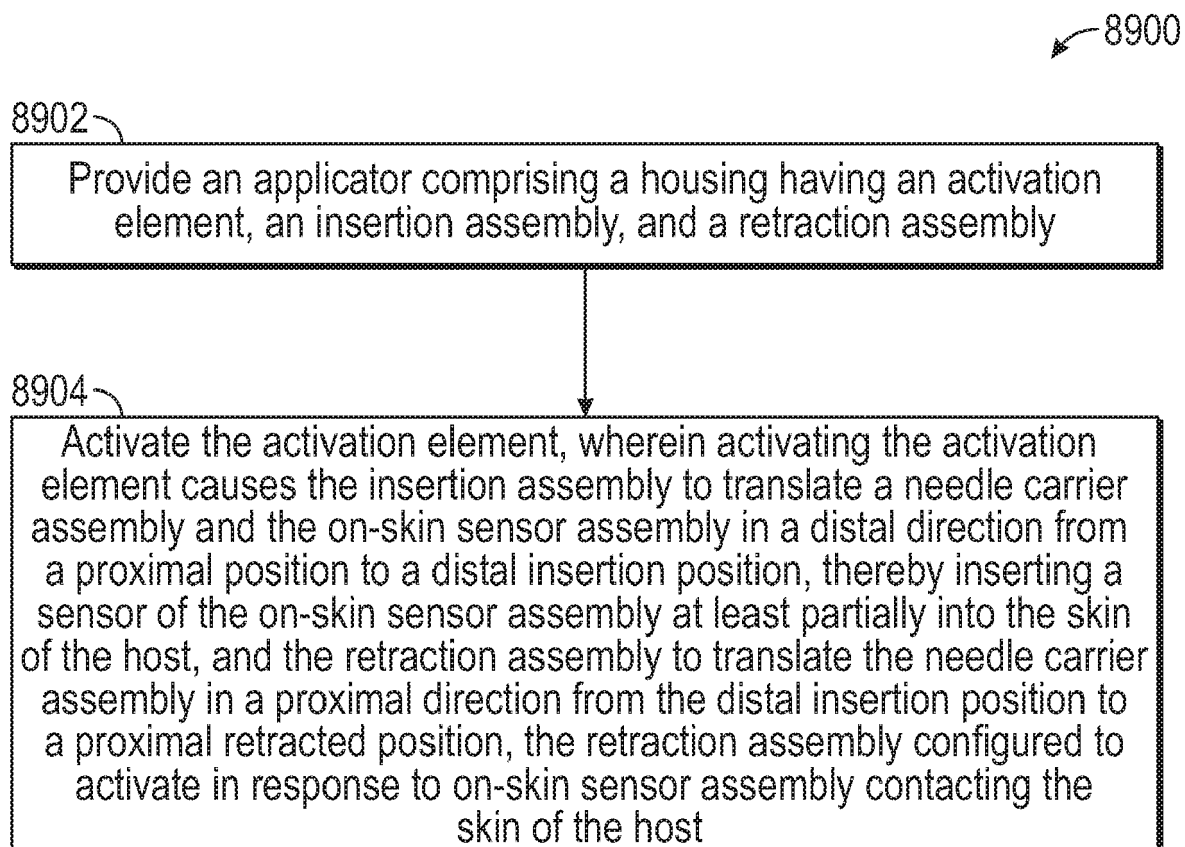 8900
8902
Provide an applicator comprising a housing having an activation
element, an insertion assembly, and a retraction assembly
8904
Activate the activation element, wherein activating the activation
element causes the insertion assembly to translate a needle carrier
assembly and the on-skin sensor assembly in a distal direction from
a proximal position to a distal insertion position, thereby inserting a
sensor of the on-skin sensor assembly at least partially into the skin
of the host, and the retraction assembly to translate the needle carrier
assembly in a proximal direction from the distal insertion position to
a proximal retracted position, the retraction assembly configured to
activate in response to on-skin sensor assembly contacting the
skin of the host